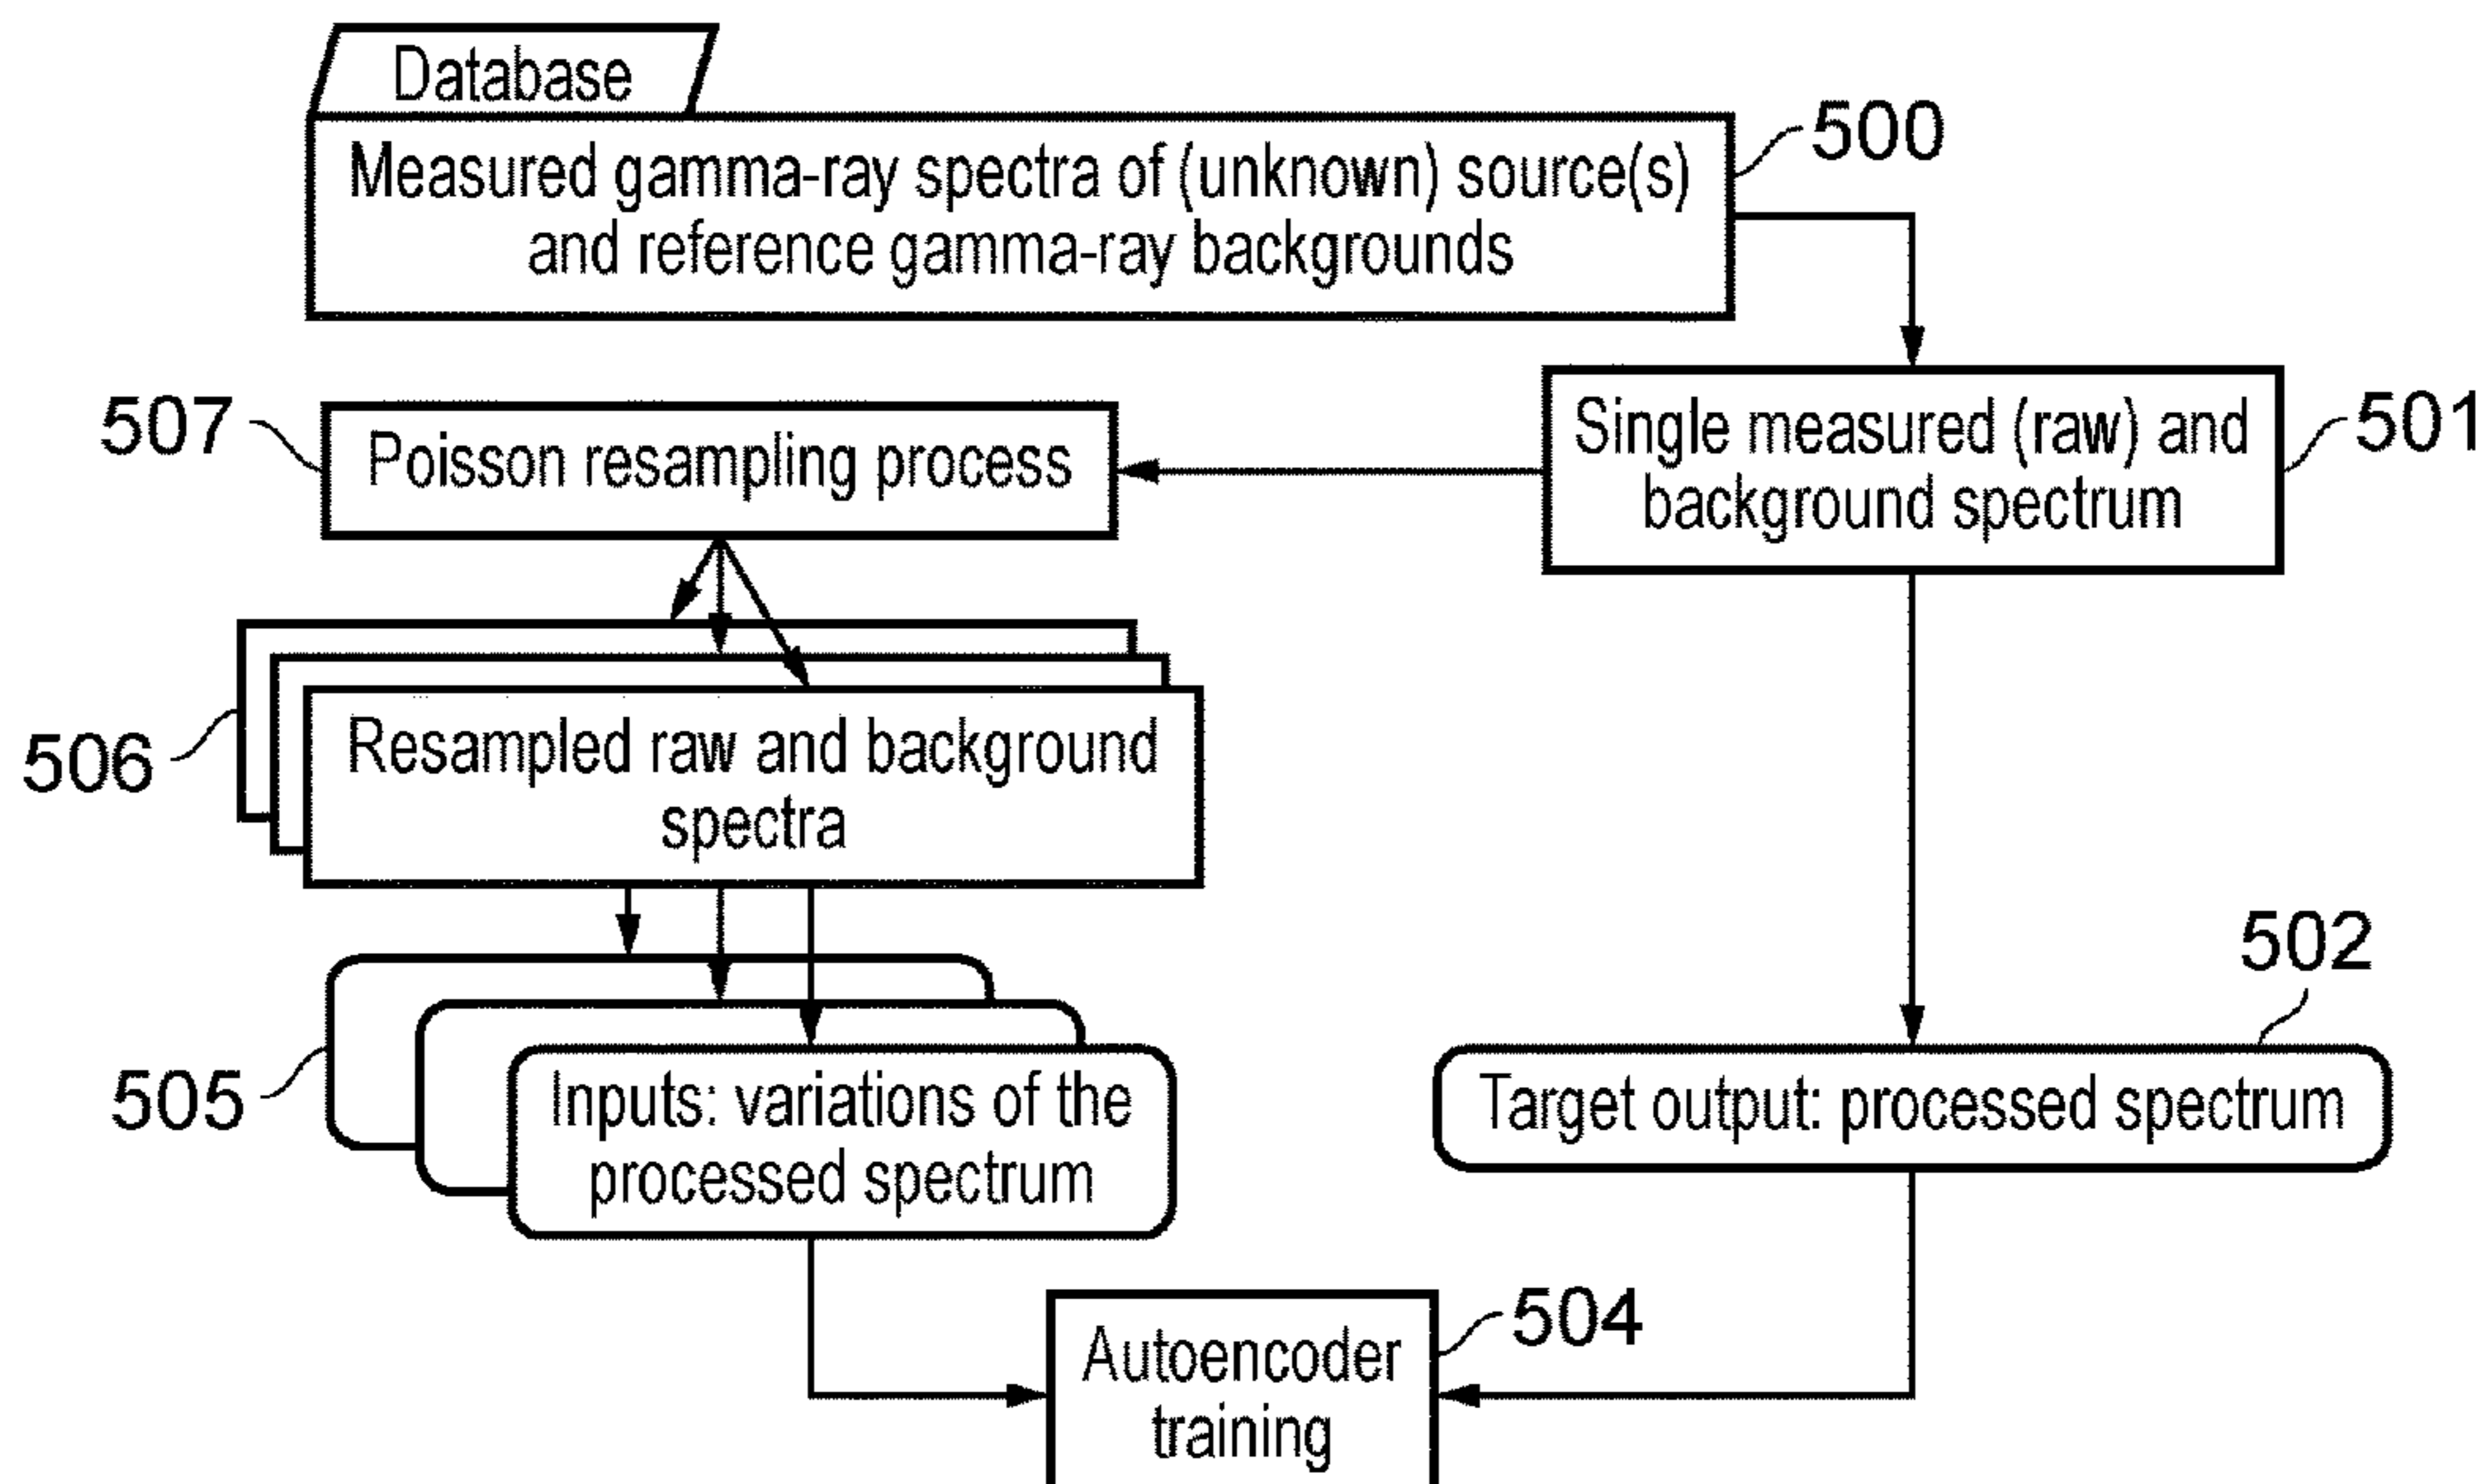 Database
Measured gamma-ray spectra of (unknown) source(s)
and reference gamma-ray backgrounds
500
507
Poisson resampling process
Single measured (raw) and
background spectrum
501
506
Resampled raw and background
spectra
502
505
Inputs: variations of the
processed spectrum
Target output: processed spectrum
504
Autoencoder
training